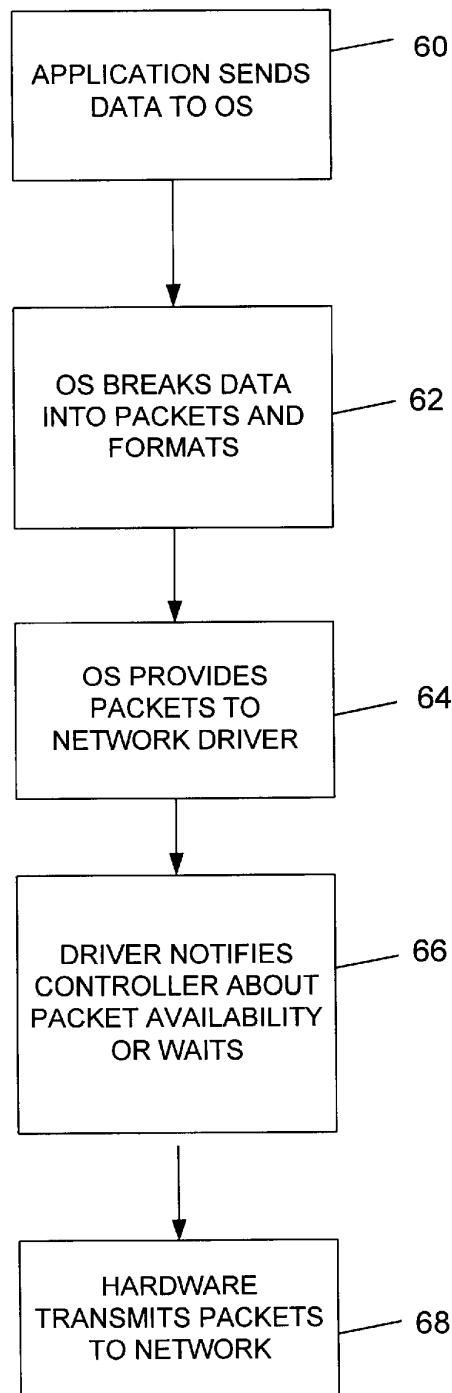 APPLICATION SENDS
DATA TO OS
60
OS BREAKS DATA
INTO PACKETS AND
FORMATS
62
OS PROVIDES
PACKETS TO
NETWORK DRIVER
64
DRIVER NOTIFIES
CONTROLLER ABOUT
PACKET AVAILABILITY
OR WAITS
66
HARDWARE
TRANSMITS PACKETS
TO NETWORK
68